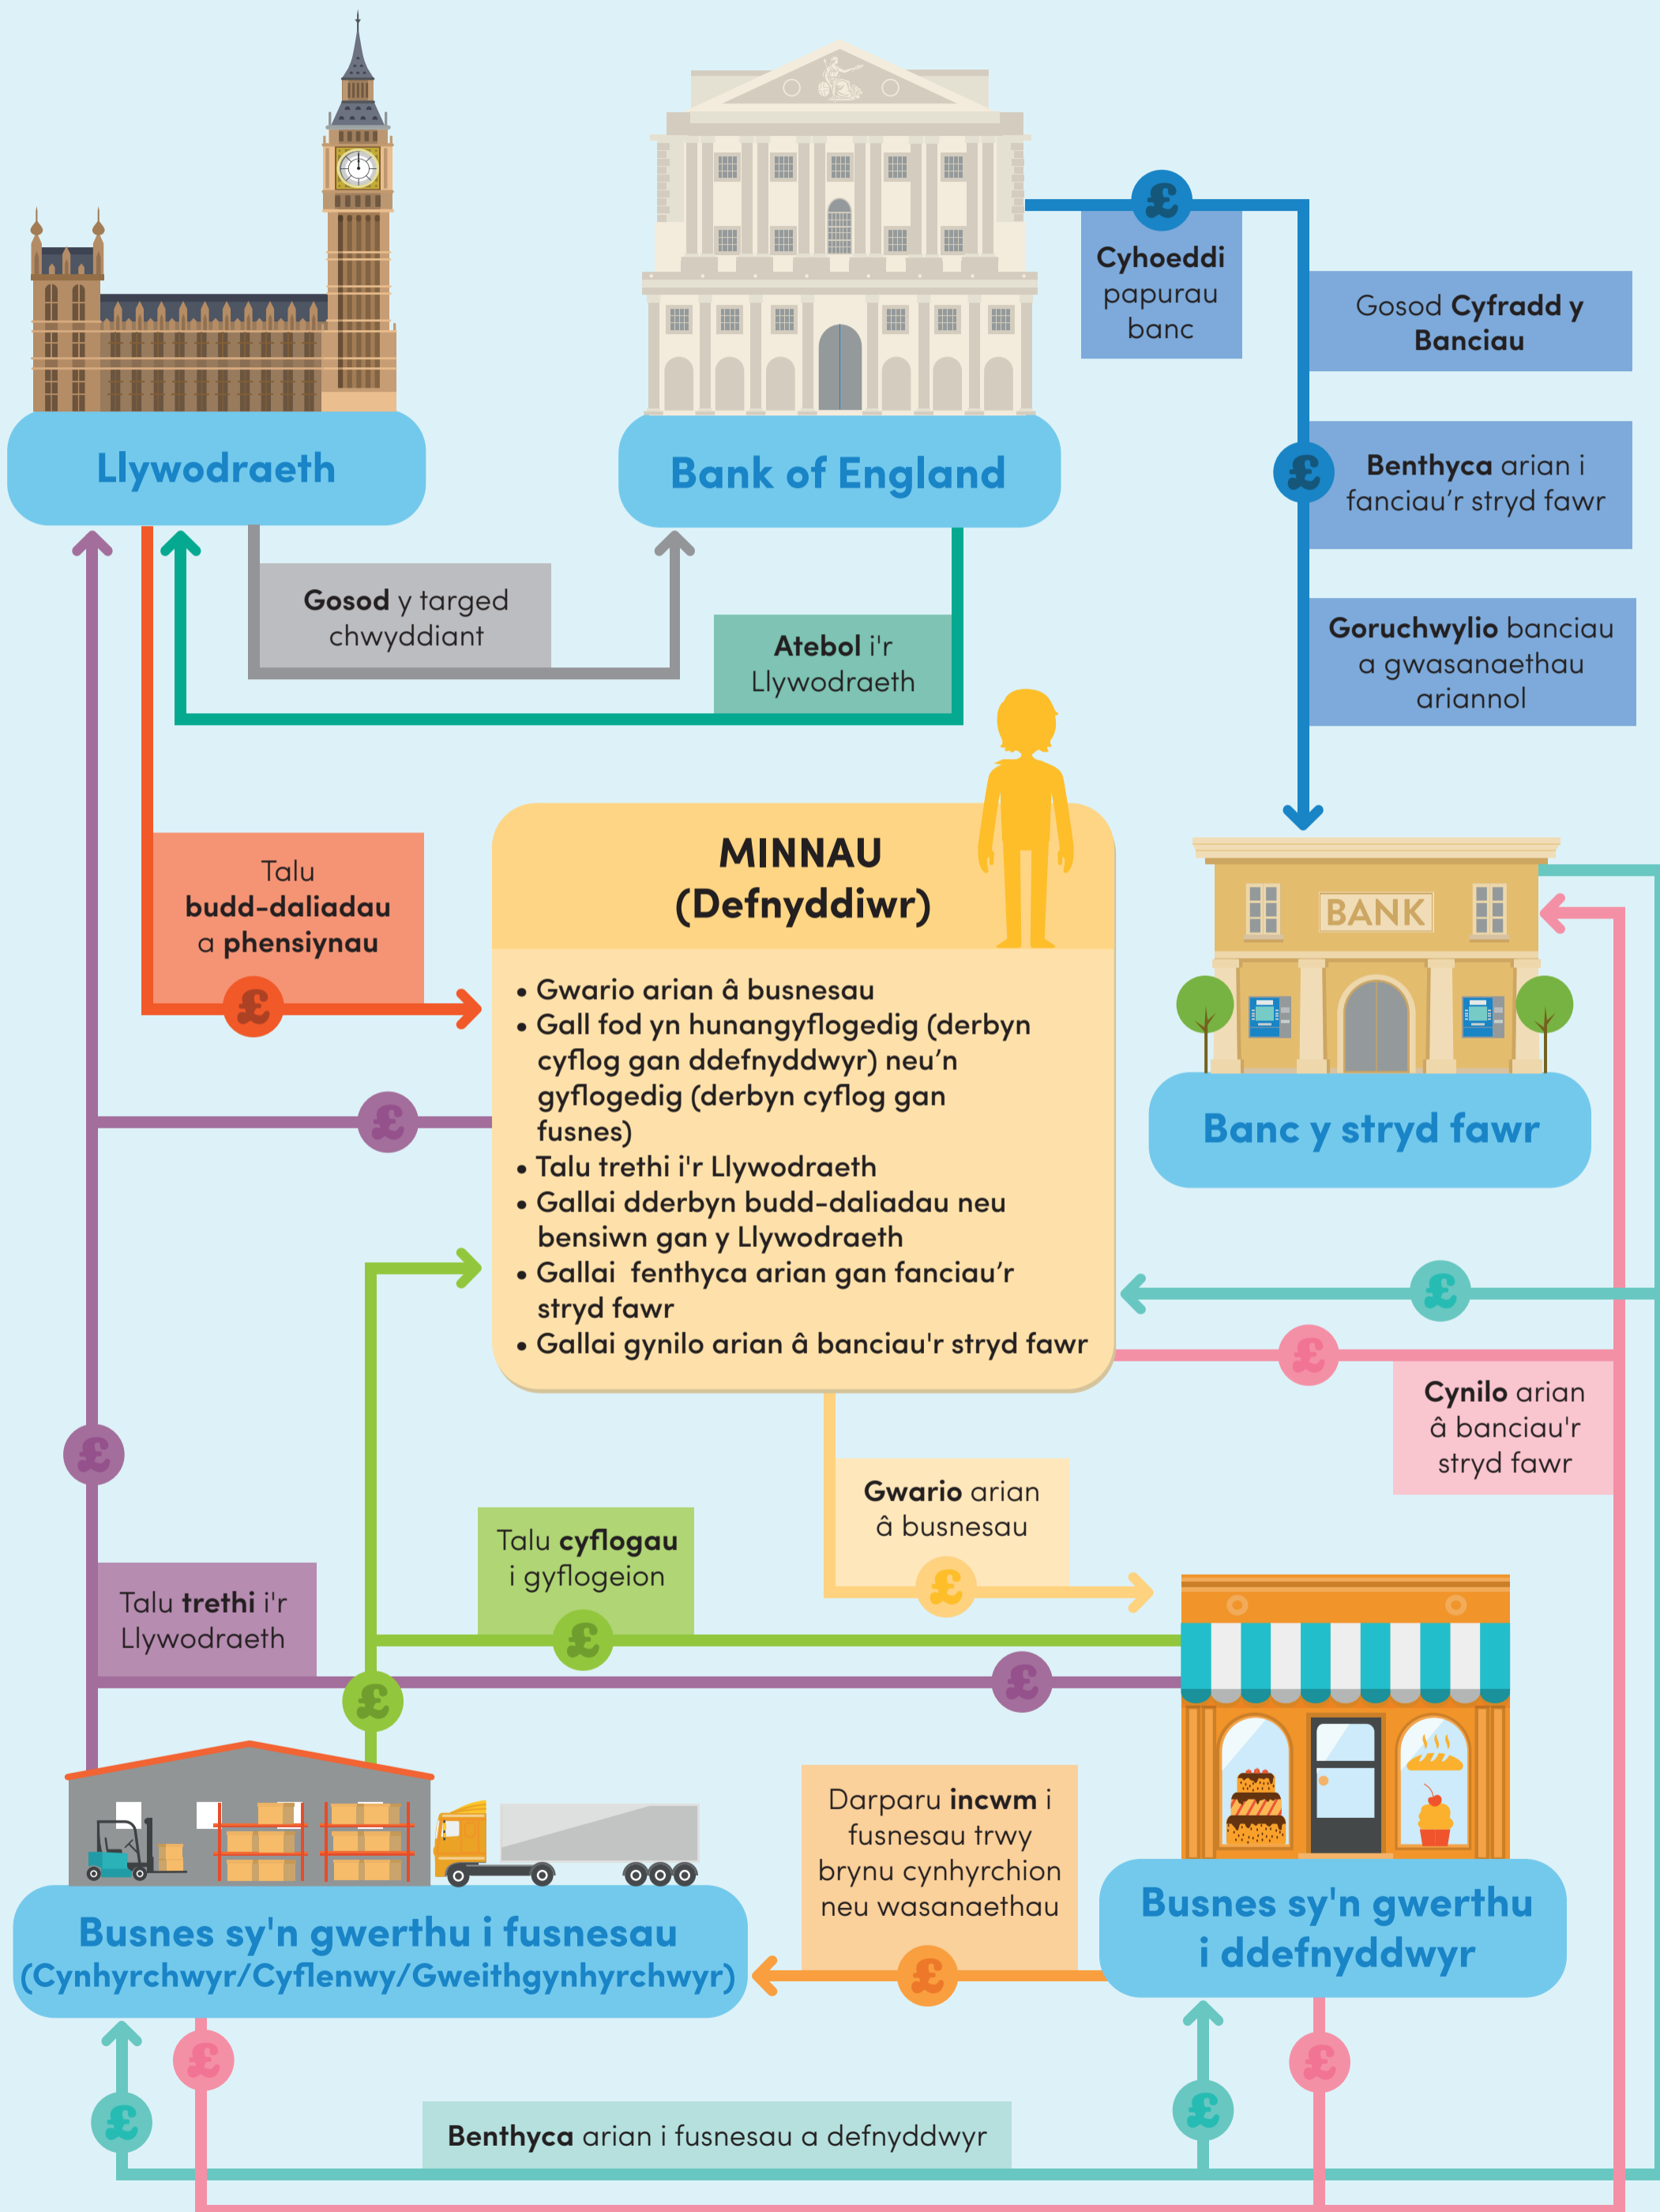 Cyhoeddi
papurau
banc
Gosod Cyfradd y
Banciau
Llywodraeth
Bank of England
£
£
Benthyca arian i
fanciau’r stryd fawr
Gosod y targed
chwyddiant
Atebol i'r
Llywodraeth
Goruchwylio banciau
a gwasanaethau
ariannol
Talu
budd-daliadau
a phensiynau
£
MINNAU
(Defnyddiwr)
• Gwario arian â busnesau
• Gall fod yn hunangyflogedig (derbyn
cyflog gan ddefnyddwyr) neu’n
gyflogedig (derbyn cyflog gan
fusnes)
• Talu trethi i'r Llywodraeth
• Gallai dderbyn budd-daliadau neu
bensiwn gan y Llywodraeth
• Gallai fenthyca arian gan fanciau’r
stryd fawr
• Gallai gynilo arian â banciau'r stryd fawr
BANK
Banc y stryd fawr
£
£
£
Cynilo arian
â banciau'r
stryd fawr
£
Gwario arian
â busnesau
£
Talu cyflogau
i gyflogeion
£
Talu trethi i'r
Llywodraeth
£
£
Darparu incwm i
fusnesau trwy
brynu cynhyrchion
neu wasanaethau
£
Busnes sy'n gwerthu i fusnesau
(Cynhyrchwyr/Cyflenwy/Gweithgynhyrchwyr)
Busnes sy'n gwerthu
i ddefnyddwyr
£
£
£
£
Benthyca arian i fusnesau a defnyddwyr